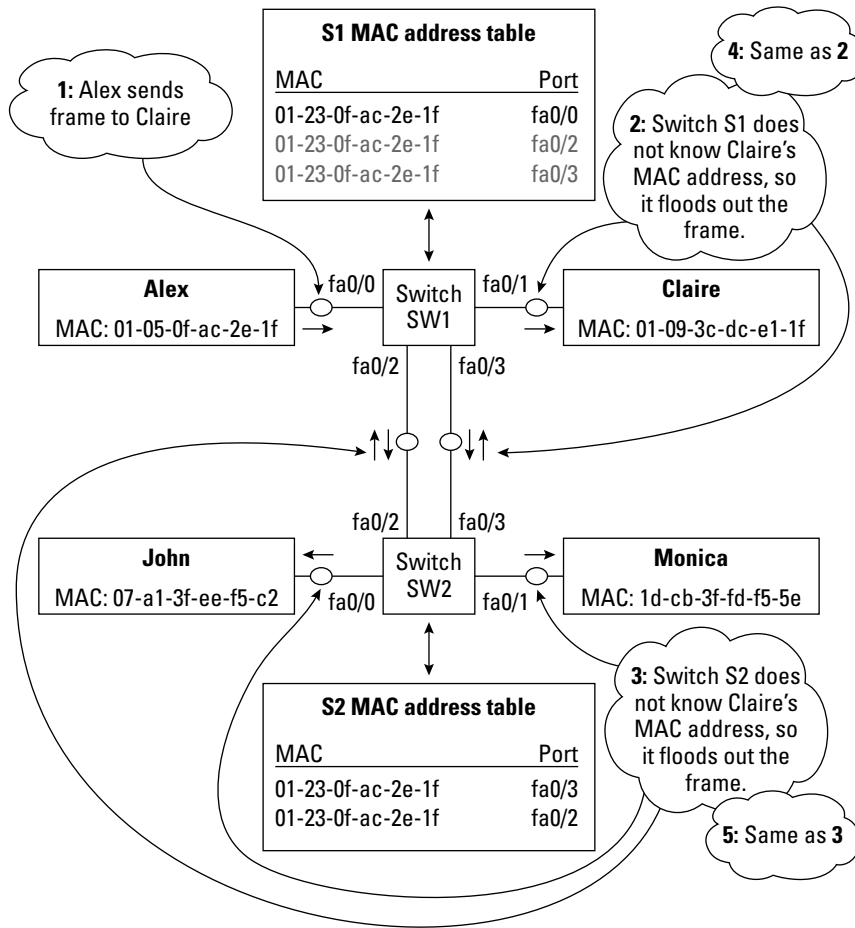 S1 MAC address table
MAC Port
01-23-0f-ac-2e-1f fa0/0
01-23-0f-ac-2e-1f fa0/2
01-23-0f-ac-2e-1f fa0/3
1: Alex sends
frame to Claire
4: Same as 2
2: Switch S1 does
not know Claire's
MAC address, so
it floods out the
frame.
Alex
MAC: 01-05-0f-ac-2e-1f
fa0/0
Switch
SW1
fa0/1
Claire
MAC: 01-09-3c-dc-e1-1f
fa0/2
fa0/3
fa0/2
fa0/3
John
MAC: 07-a1-3f-ee-f5-c2
fa0/0
Switch
SW2
fa0/1
Monica
MAC: 1d-cb-3f-fd-f5-5e
S2 MAC address table
MAC Port
01-23-0f-ac-2e-1f fa0/3
01-23-0f-ac-2e-1f fa0/2
3: Switch S2 does
not know Claire's
MAC address, so
it floods out the
frame.
5: Same as 3